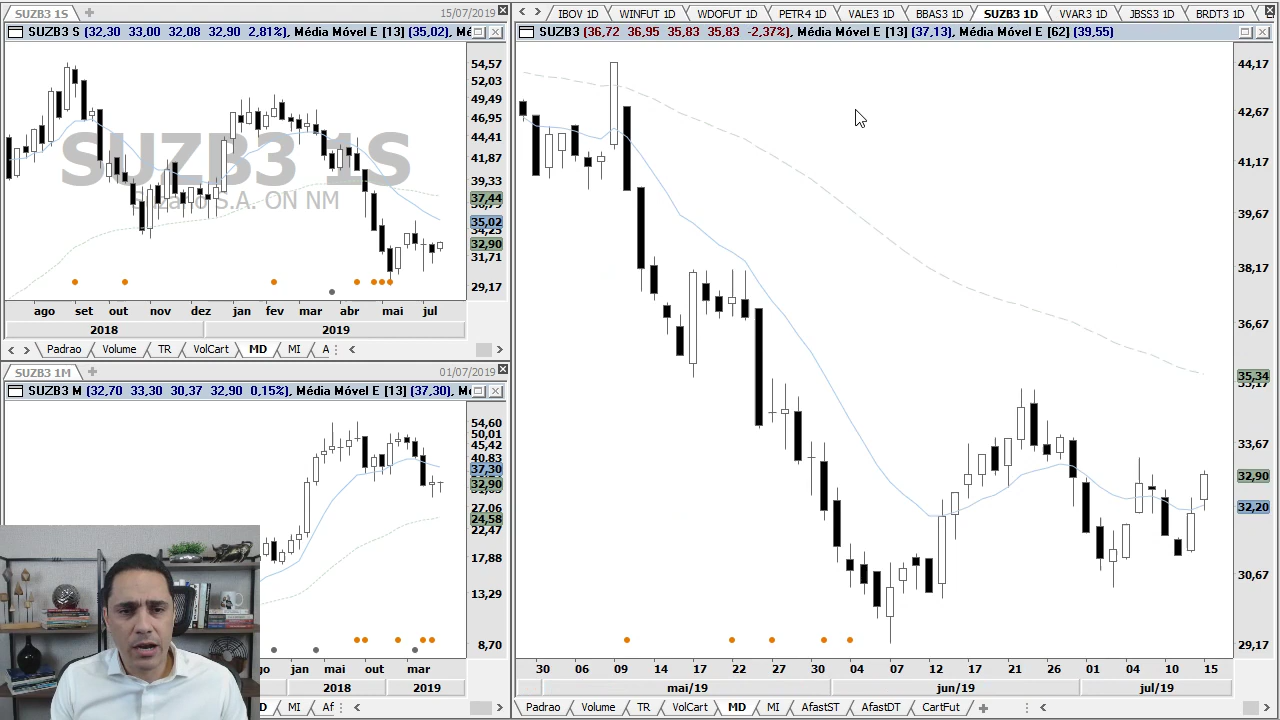 SUZB3 1S
15/07/2019
SUZB3 S (32,30 33,00 32,08 32,90 2,81%), Média Móvel E [13] (35,02), Mé
SUZB3 1S
Suzano S.A. ON NM
54,57
52,03
49,49
46,95
44,41
41,87
39,33
37,44
35,02
34,23
32,90
31,71
29,17
ago set out nov dez jan fev mar abr mai jul
2018 2019
Padrao Volume TR VolCart MD MI A
SUZB3 1M
01/07/2019
SUZB3 M (32,70 33,30 30,37 32,90 0,15%), Média Móvel E [13] (37,30), M
54,60
50,01
45,42
40,83
37,30
32,90
27,06
24,58
22,47
17,88
13,29
8,70
go jan mai out mar
2018 2019
D MI Af
IBOV 1D WINFUT 1D WDOFUT 1D PETR4 1D VALE3 1D BBAS3 1D SUZB3 1D VVAR3 1D JBSS3 1D BRDT3 1D
SUZB3 (36,72 36,95 35,83 35,83 -2,37%), Média Móvel E [13] (37,13), Média Móvel E [62] (39,55)
44,17
42,67
41,17
39,67
38,17
36,67
35,34
35,17
33,67
32,90
32,20
30,67
29,17
30 06 09 14 17 22 27 30 04 07 12 17 21 26 01 04 10 15
mai/19 jun/19 jul/19
Padrao Volume TR VolCart MD MI AfastST AfastDT CartFut